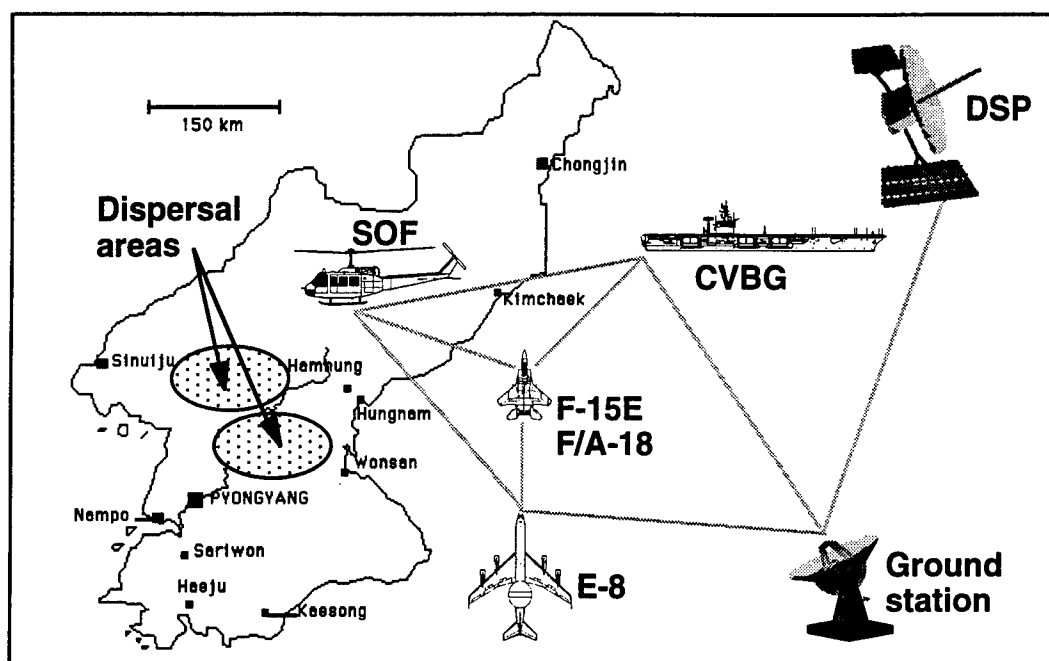 150 km
DSP
Chongjin
Dispersal
areas
SOF
CVBG
Kimchaek
Sinuiju
Hamhung
Hungnam
F-15E
F/A-18
Wonsan
PYONGYANG
Nampo
Sariwon
Haeju
Kaesong
E-8
Ground
station